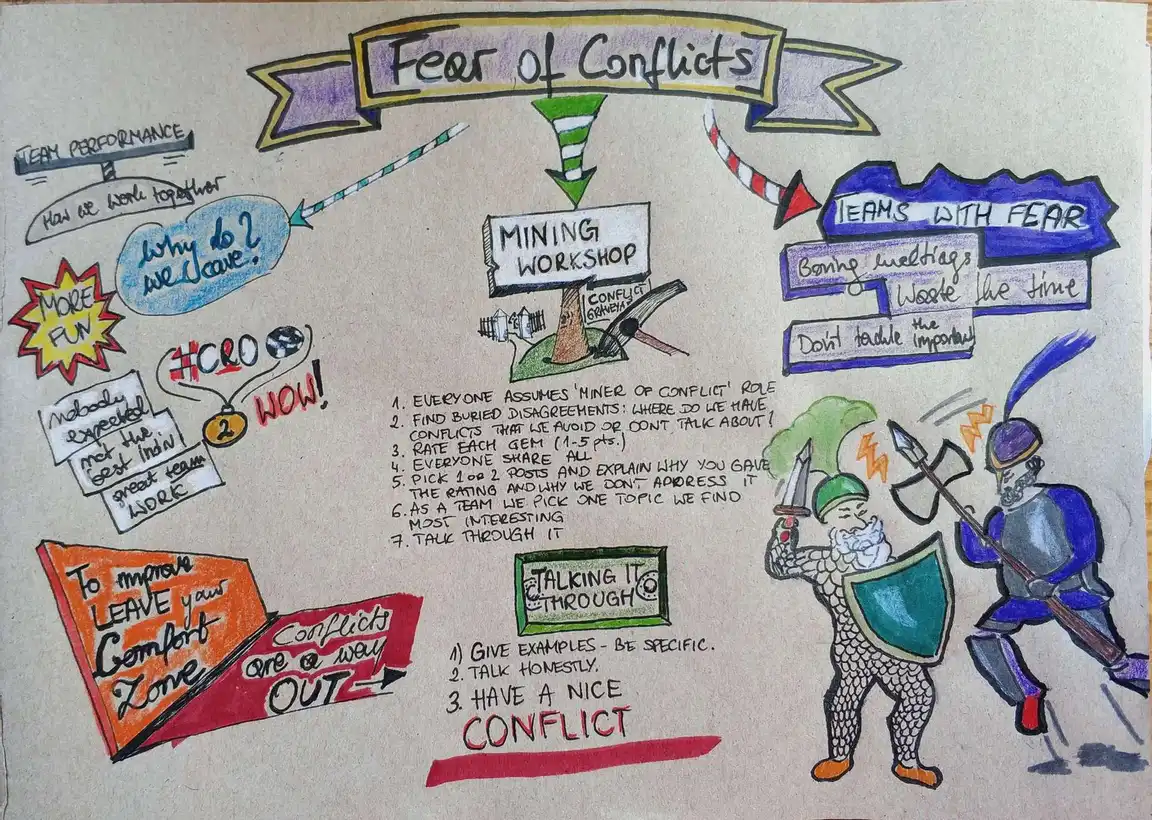 Fear of Conflicts
TEAM PERFORMANCE
How we work together
Why do
we care?
MORE
FUN
HERO
WOW!
2
nobody
expected
not the
best indiv!
great team
WORK
To improve
LEAVE your
Comfort
Zone
Conflicts
are a way
OUT
MINING
WORKSHOP
CONFLICT
GRAVEYARD
1. EVERYONE ASSUMES 'MINER OF CONFLICT' ROLE
2. FIND BURIED DISAGREEMENTS: WHERE DO WE HAVE
CONFLICTS THAT WE AVOID OR DONT TALK ABOUT?
3. RATE EACH GEM (1-5 pts.)
4. EVERYONE SHARE ALL
5. PICK 1 or 2 POSTS AND EXPLAIN WHY YOU GAVE
THE RATING AND WHY WE DON'T ADDRESS IT
6. AS A TEAM WE PICK ONE TOPIC WE FIND
MOST INTERESTING
7. TALK THROUGH IT
TALKING IT
THROUGH
1) GIVE EXAMPLES - BE SPECIFIC.
2. TALK HONESTLY.
3. HAVE A NICE
CONFLICT
TEAMS WITH FEAR
Boring meetings
Waste the time
Don't tackle the
important